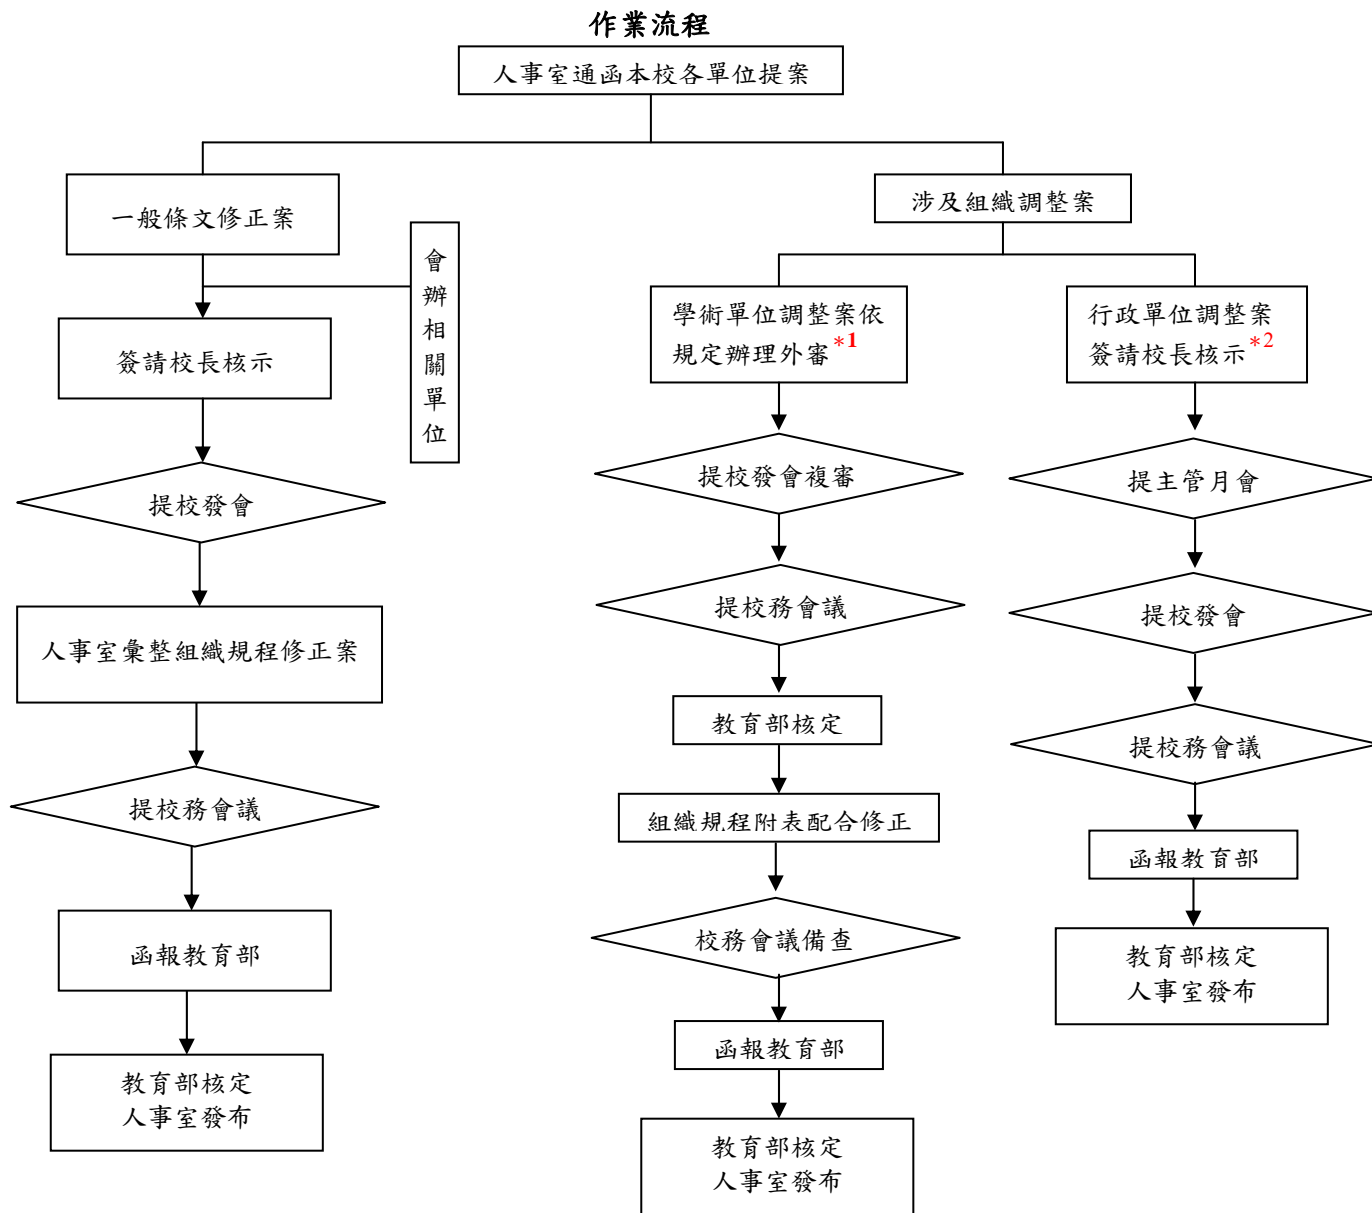 作業流程
人事室通函本校各單位提案
一般條文修正案
會辦相關單位
簽請校長核示
提校發會
人事室彙整組織規程修正案
提校務會議
函報教育部
教育部核定
人事室發布
涉及組織調整案
學術單位調整案依
規定辦理外審*1
提校發會複審
提校務會議
教育部核定
組織規程附表配合修正
校務會議備查
函報教育部
教育部核定
人事室發布
行政單位調整案
簽請校長核示*2
提主管月會
提校發會
提校務會議
函報教育部
教育部核定
人事室發布